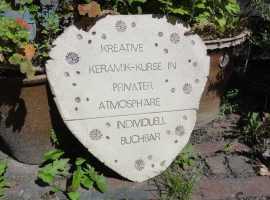 KREATIVE
KERAMIK-KURSE IN
PRIVATER
ATMOSPHÄRE
INDIVIDUELL
BUCHBAR